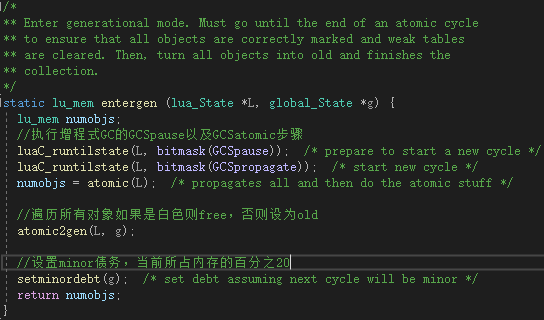 /*
** Enter generational mode. Must go until the end of an atomic cycle
** to ensure that all objects are correctly marked and weak tables
** are cleared. Then, turn all objects into old and finishes the
** collection.
*/
static lu_mem entergen (lua_State *L, global_State *g) {
lu_mem numobjs;
//执行增程式GC的GCSpause以及GCSatomic步骤
luaC_runtilstate(L, bitmask(GCSpause));  /* prepare to start a new cycle */
luaC_runtilstate(L, bitmask(GCSpropagate));  /* start new cycle */
numobjs = atomic(L);  /* propagates all and then do the atomic stuff */
//遍历所有对象如果是白色则free，否则设为old
atomic2gen(L, g);
//设置minor债务，当前所占内存的百分之20
setminordebt(g);  /* set debt assuming next cycle will be minor */
return numobjs;
}